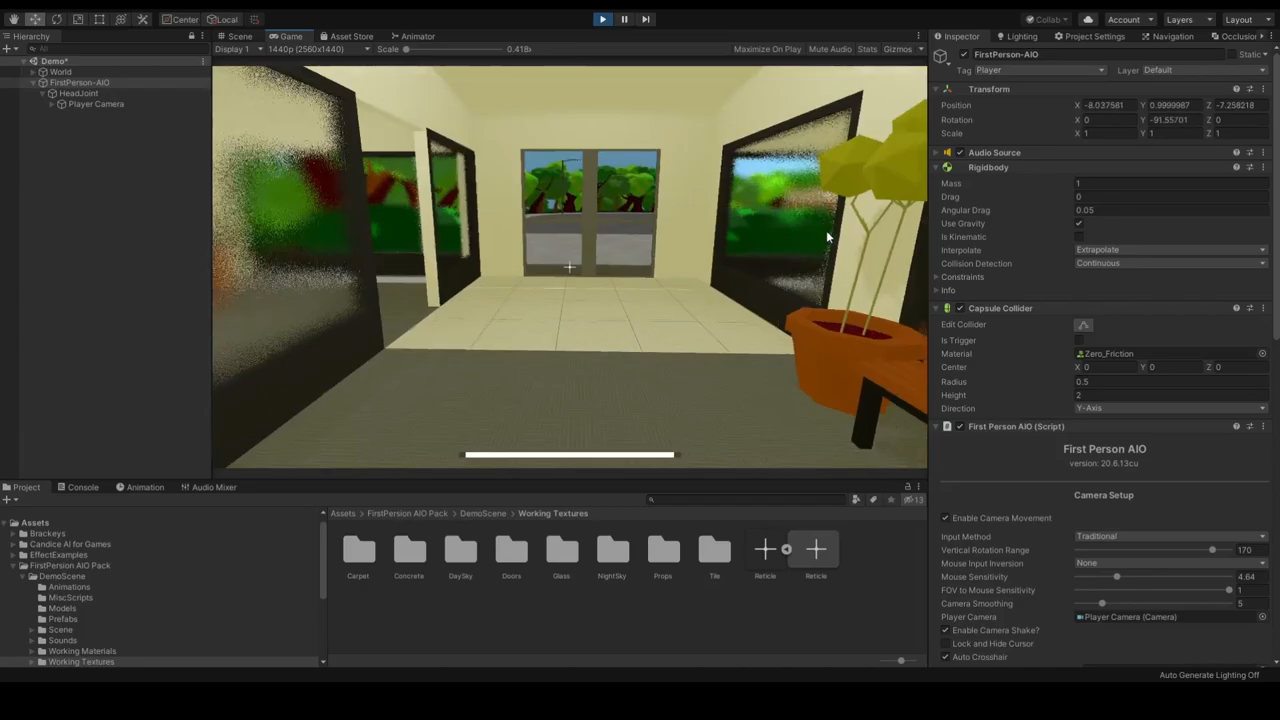 Center
Local
Collab
Account
Layers
Layout
Hierarchy
Scene
Game
Asset Store
Animator
Inspector
Lighting
Project Settings
Navigation
Occlusion
All
Display 1
1440p (2560x1440)
Scale
0.418x
Maximize On Play
Mute Audio
Stats
Gizmos
FirstPerson-AIO
Static
Demo*
World
FirstPerson-AIO
HeadJoint
Player Camera
Tag
Player
Layer
Default
Transform
Position X -8.037581 Y 0.9999987 Z -7.258218
Rotation X 0 Y -91.55701 Z 0
Scale X 1 Y 1 Z 1
Audio Source
Rigidbody
Mass 1
Drag 0
Angular Drag 0.05
Use Gravity
Is Kinematic
Interpolate Extrapolate
Collision Detection Continuous
Constraints
Info
Capsule Collider
Edit Collider
Is Trigger
Material Zero_Friction
Center X 0 Y 0 Z 0
Radius 0.5
Height 2
Direction Y-Axis
First Person AIO (Script)
First Person AIO
version: 20.6.13cu
Camera Setup
Enable Camera Movement
Input Method Traditional
Vertical Rotation Range 170
Mouse Input Inversion None
Mouse Sensitivity 4.64
FOV to Mouse Sensitivity 1
Camera Smoothing 5
Player Camera Player Camera (Camera)
Enable Camera Shake?
Lock and Hide Cursor
Auto Crosshair
Project
Console
Animation
Audio Mixer
13
Assets
Brackeys
Candice AI for Games
EffectExamples
FirstPersion AIO Pack
DemoScene
Animations
MiscScripts
Models
Prefabs
Scene
Sounds
Working Materials
Working Textures
Assets > FirstPersion AIO Pack > DemoScene > Working Textures
Carpet
Concrete
DaySky
Doors
Glass
NightSky
Props
Tile
Reticle
Reticle
Auto Generate Lighting Off